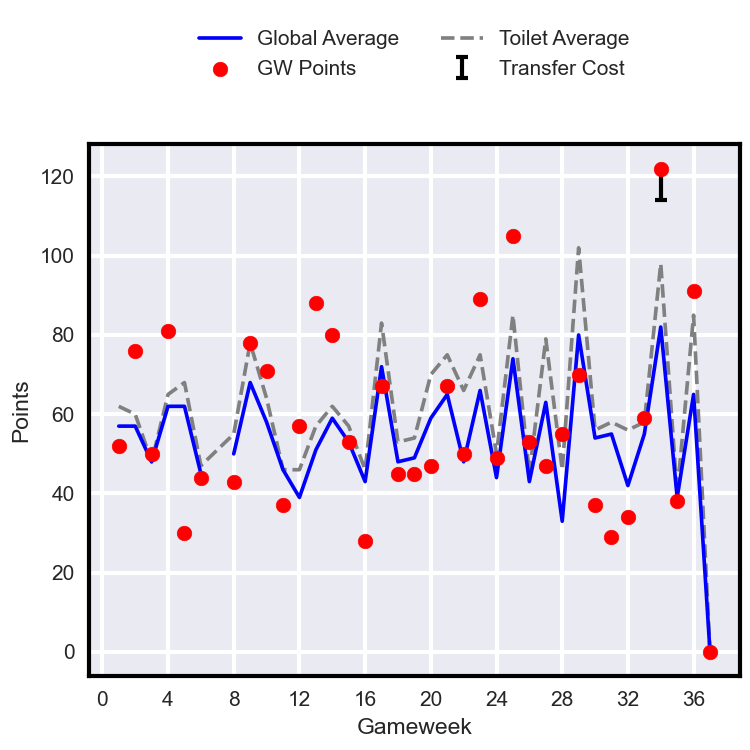 Global Average
Toilet Average
GW Points
Transfer Cost
120
100
80
60
40
20
0
Points
0 4 8 12 16 20 24 28 32 36
Gameweek